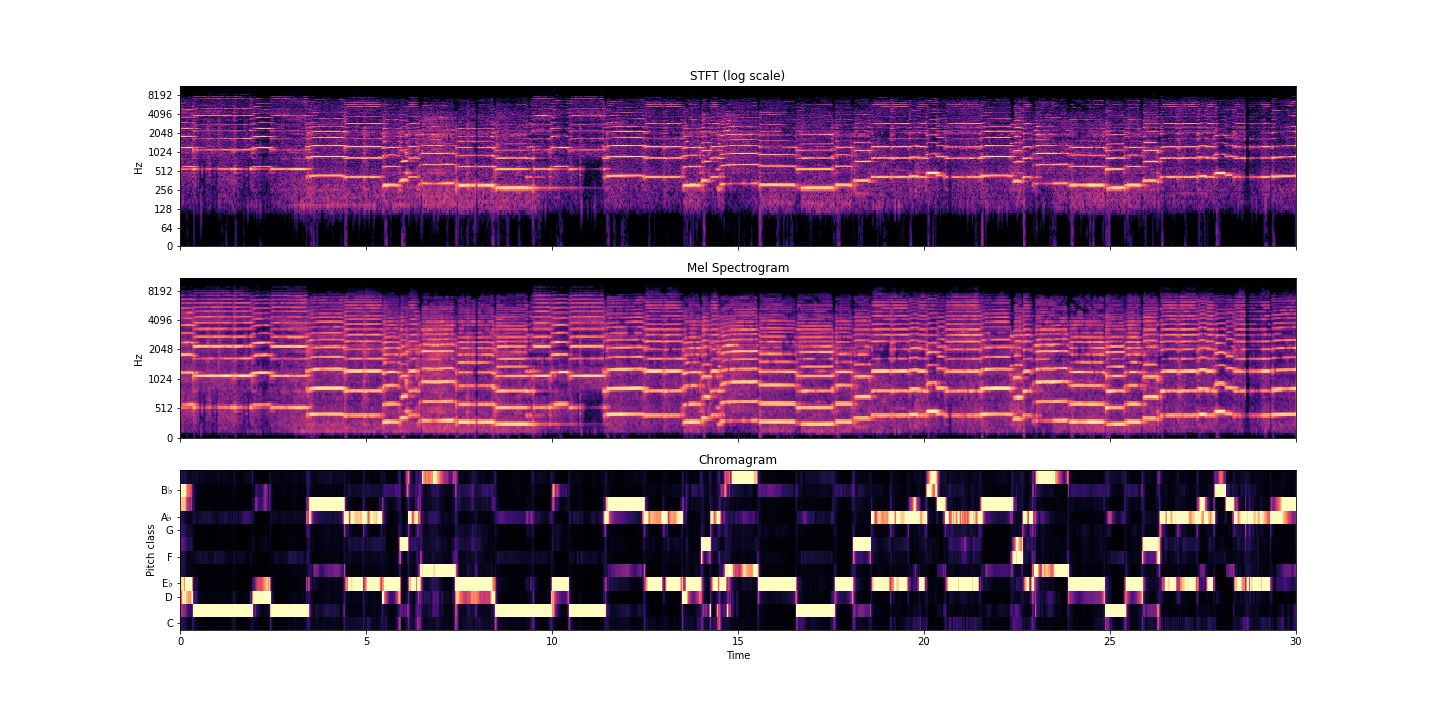 STFT (log scale)
8192
4096
2048
1024
512
256
128
64
0
Hz
Mel Spectrogram
8192
4096
2048
1024
512
0
Hz
Chromagram
B♭
A♭
G
F
E♭
D
C
Pitch class
0 5 10 15 20 25 30
Time